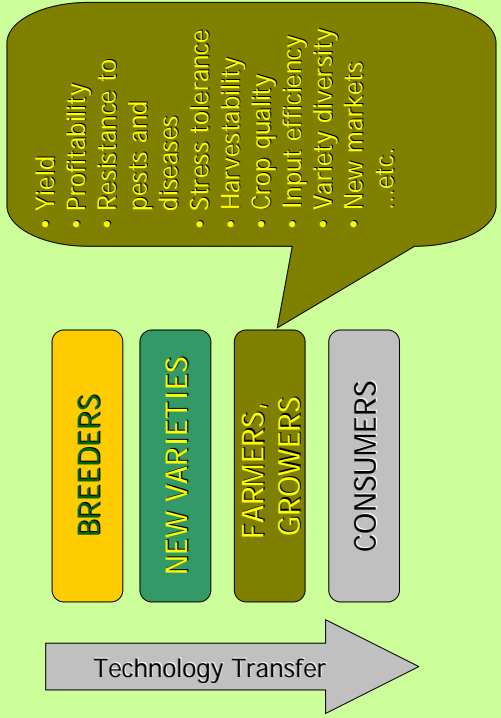 Technology Transfer
BREEDERS
NEW VARIETIES
FARMERS,
GROWERS
CONSUMERS
• Yield
• Profitability
• Resistance to
pests and
diseases
• Stress tolerance
• Harvestability
• Crop quality
• Input efficiency
• Variety diversity
• New markets
...etc.